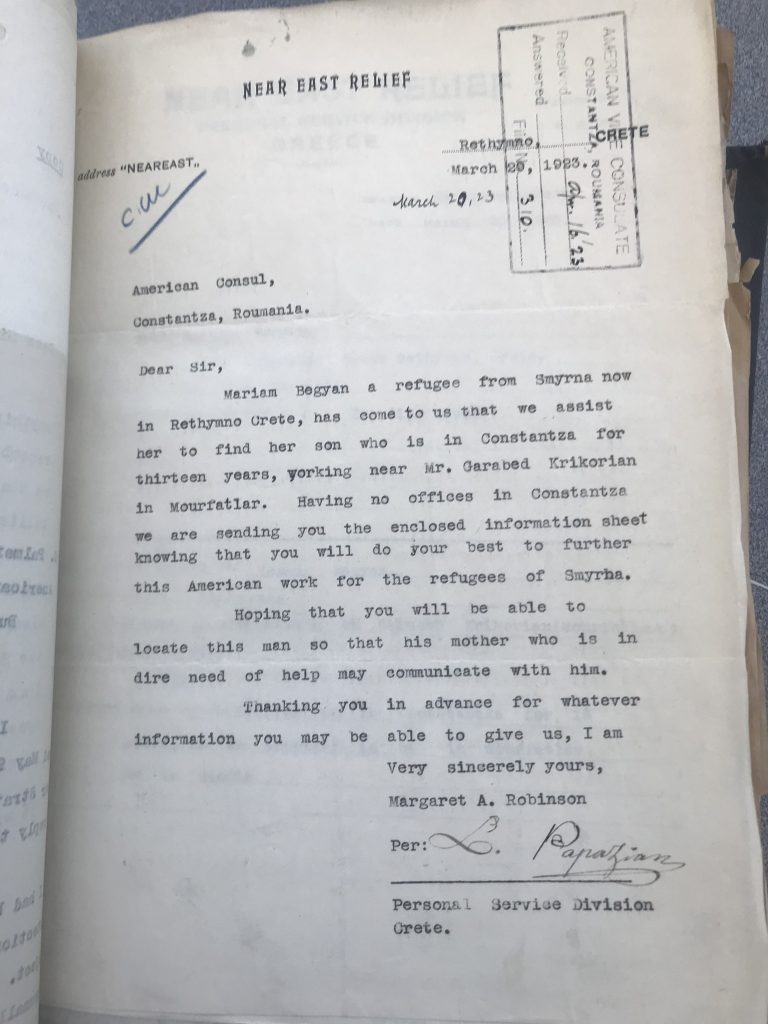 NEAR EAST RELIEF
AMERICAN VICE CONSULATE
CONSTANTZA, ROUMANIA
Received Apr. 16 '23
Answered
File No. 310.
address "NEAREAST„
Rethymno, CRETE
March 20, 1923.
March 20, 23
American Consul,
Constantza, Roumania.
Dear Sir,
Mariam Begyan a refugee from Smyrna now
in Rethymno Crete, has come to us that we assist
her to find her son who is in Constantza for
thirteen years, working near Mr. Garabed Krikorian
in Mourfatlar. Having no offices in Constantza
we are sending you the enclosed information sheet
knowing that you will do your best to further
this American work for the refugees of Smyrna.
Hoping that you will be able to
locate this man so that his mother who is in
dire need of help may communicate with him.
Thanking you in advance for whatever
information you may be able to give us, I am
Very sincerely yours,
Margaret A. Robinson
Per: L. Papazian
Personal Service Division
Crete.